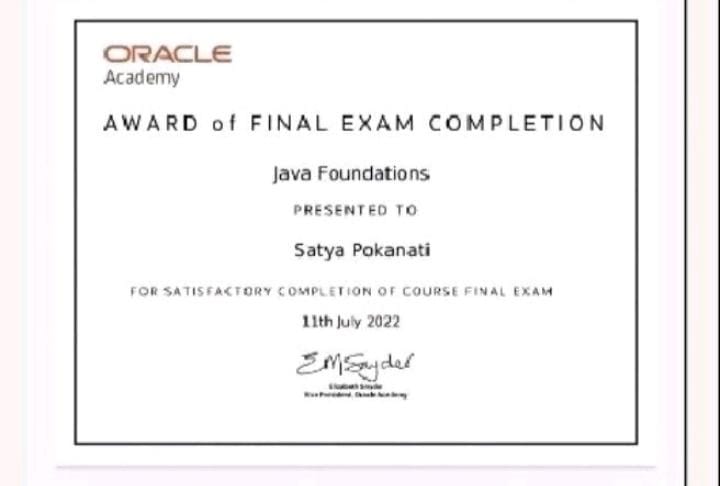 ORACLE
Academy
AWARD of FINAL EXAM COMPLETION
Java Foundations
PRESENTED TO
Satya Pokanati
FOR SATISFACTORY COMPLETION OF COURSE FINAL EXAM
11th July 2022
EMSnyder
Elizabeth Snyder
Vice President, Oracle Academy